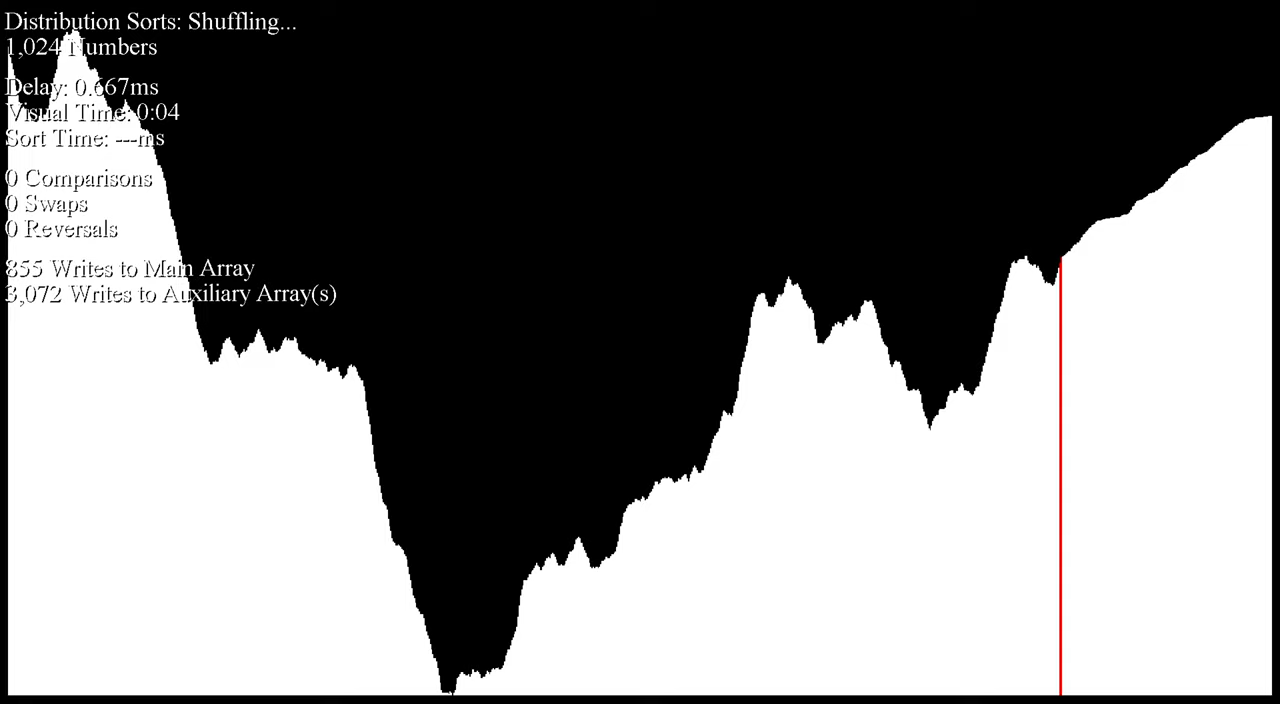 Distribution Sorts: Shuffling...
1,024 Numbers
Delay: 0.667ms
Visual Time: 0:04
Sort Time: ---ms
0 Comparisons
0 Swaps
0 Reversals
855 Writes to Main Array
3,072 Writes to Auxiliary Array(s)